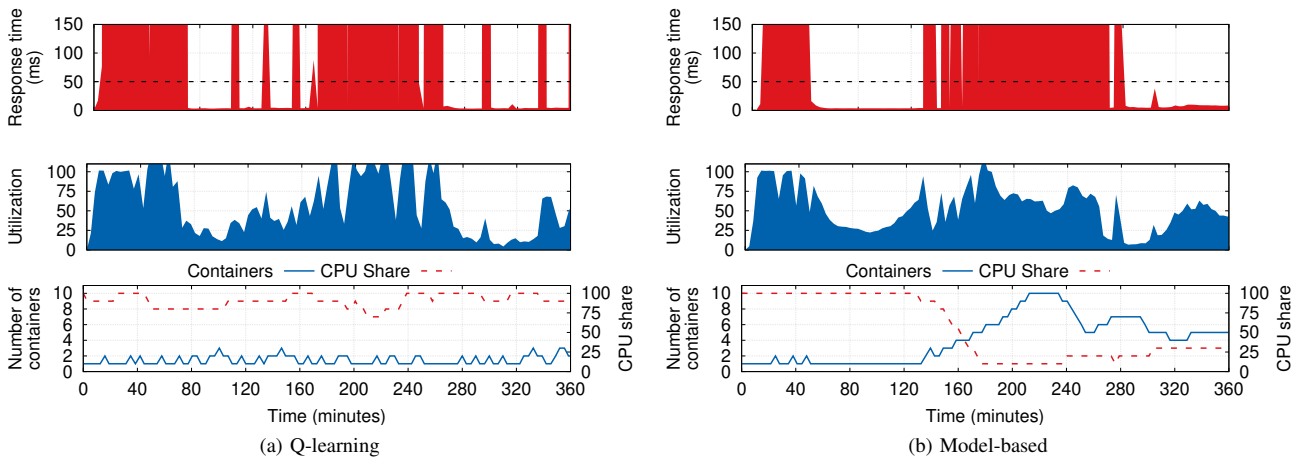 Response time
(ms)
150
100
50
0
Utilization
100
75
50
25
0
Containers
CPU Share
Number of
containers
10
8
6
4
2
0
100
75
50
25
0
CPU share
0 40 80 120 160 200 240 280 320 360
Time (minutes)
(a) Q-learning
Response time
(ms)
150
100
50
0
Utilization
100
75
50
25
0
Containers
CPU Share
Number of
containers
10
8
6
4
2
0
100
75
50
25
0
CPU share
0 40 80 120 160 200 240 280 320 360
Time (minutes)
(b) Model-based